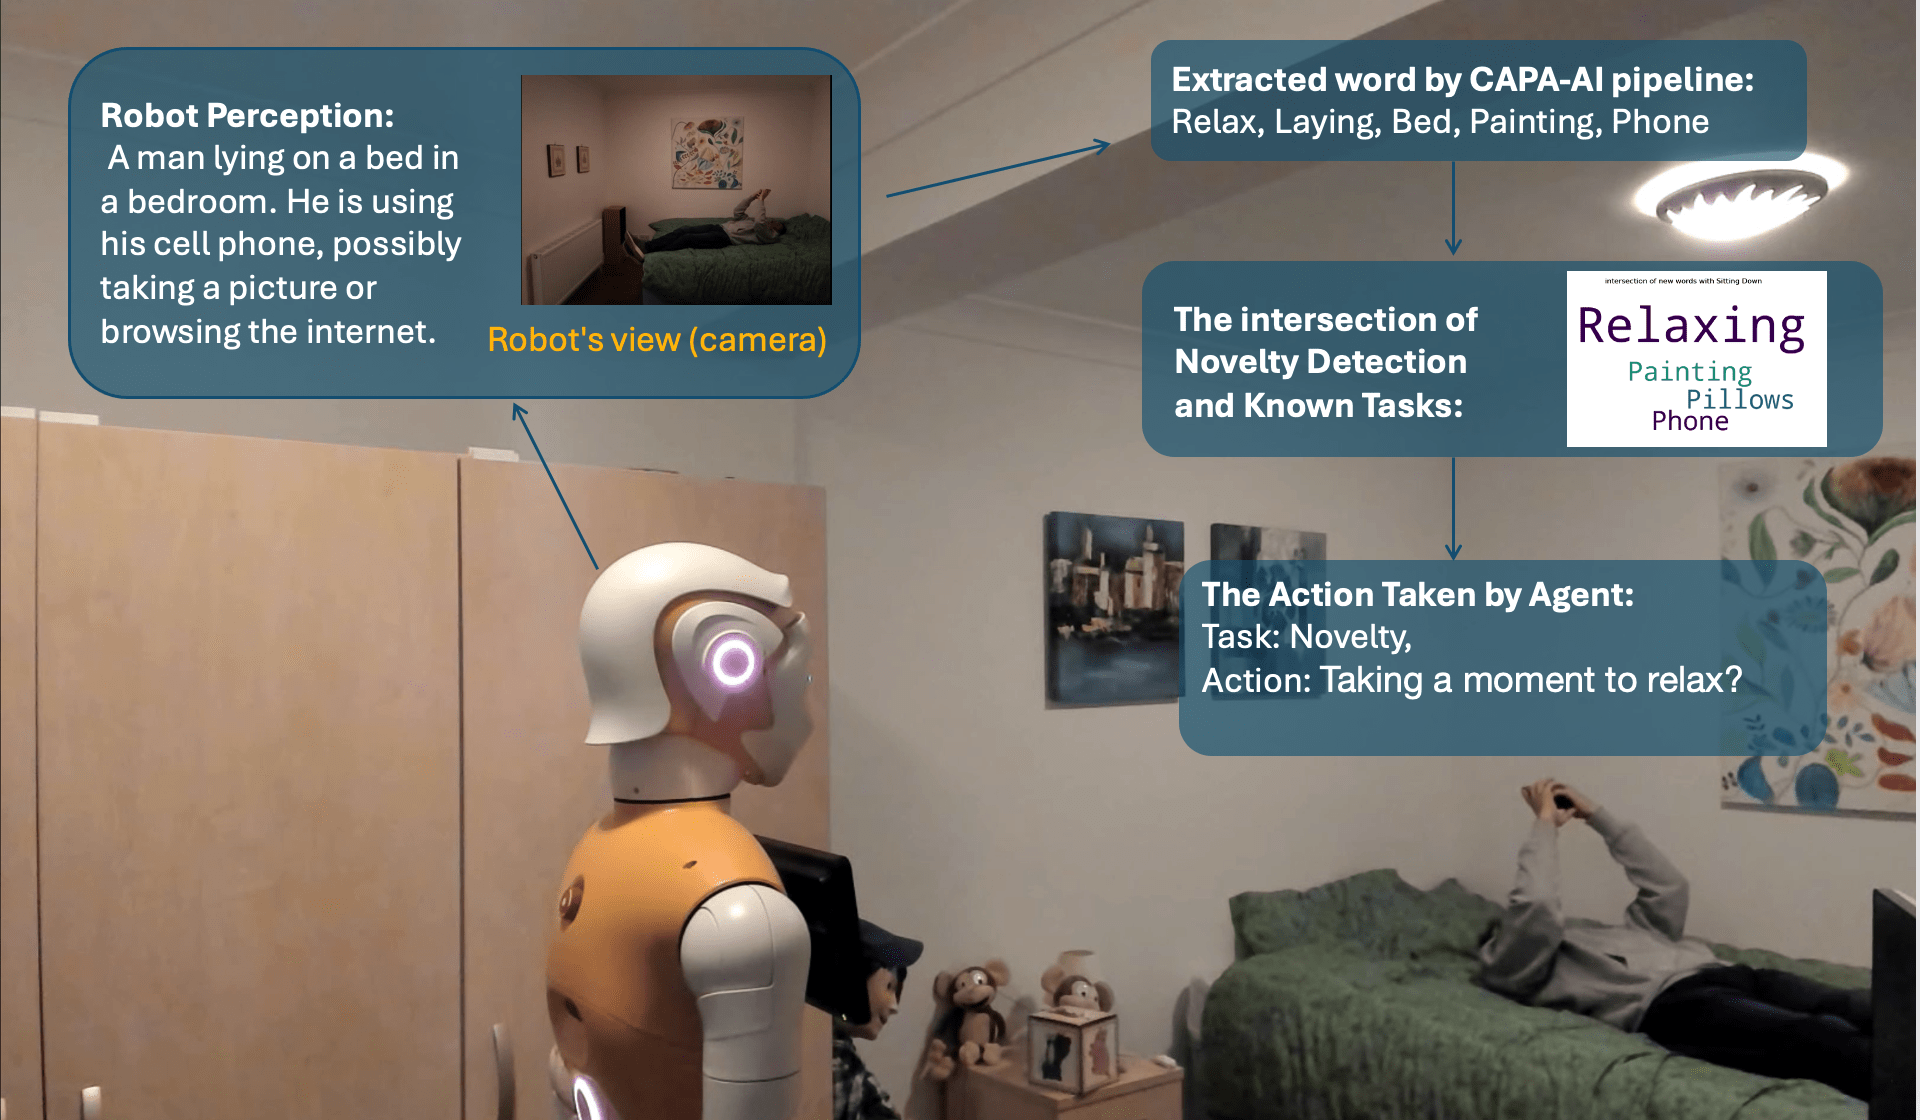 Robot Perception:
A man lying on a bed in
a bedroom. He is using
his cell phone, possibly
taking a picture or
browsing the internet.
Robot's view (camera)
Extracted word by CAPA-AI pipeline:
Relax, Laying, Bed, Painting, Phone
The intersection of
Novelty Detection
and Known Tasks:
intersection of new words with Sitting Down
Relaxing
Painting
Pillows
Phone
The Action Taken by Agent:
Task: Novelty,
Action: Taking a moment to relax?